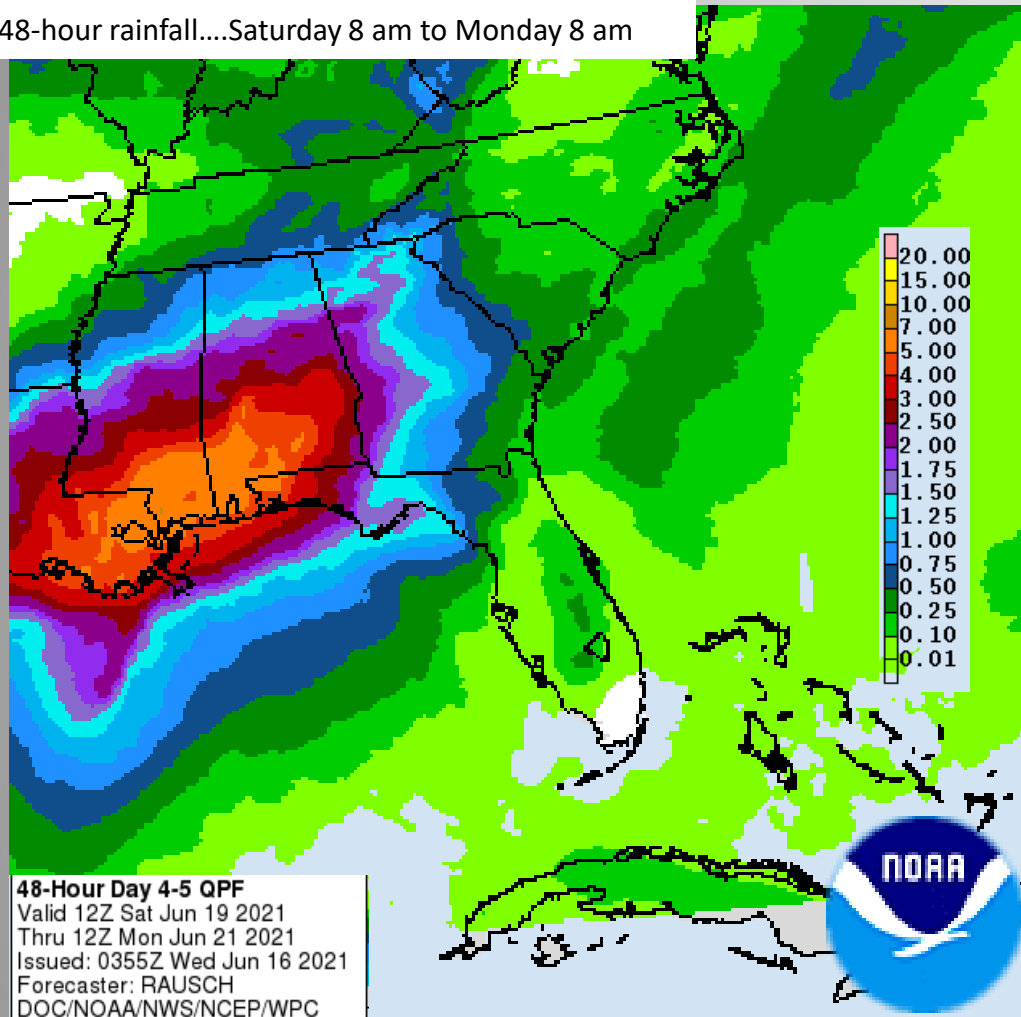 48-hour rainfall....Saturday 8 am to Monday 8 am
20.00
15.00
10.00
7.00
5.00
4.00
3.00
2.50
2.00
1.75
1.50
1.25
1.00
0.75
0.50
0.25
0.10
0.01
NOAA
48-Hour Day 4-5 QPF
Valid 12Z Sat Jun 19 2021
Thru 12Z Mon Jun 21 2021
Issued: 0355Z Wed Jun 16 2021
Forecaster: RAUSCH
DOC/NOAA/NWS/NCEP/WPC